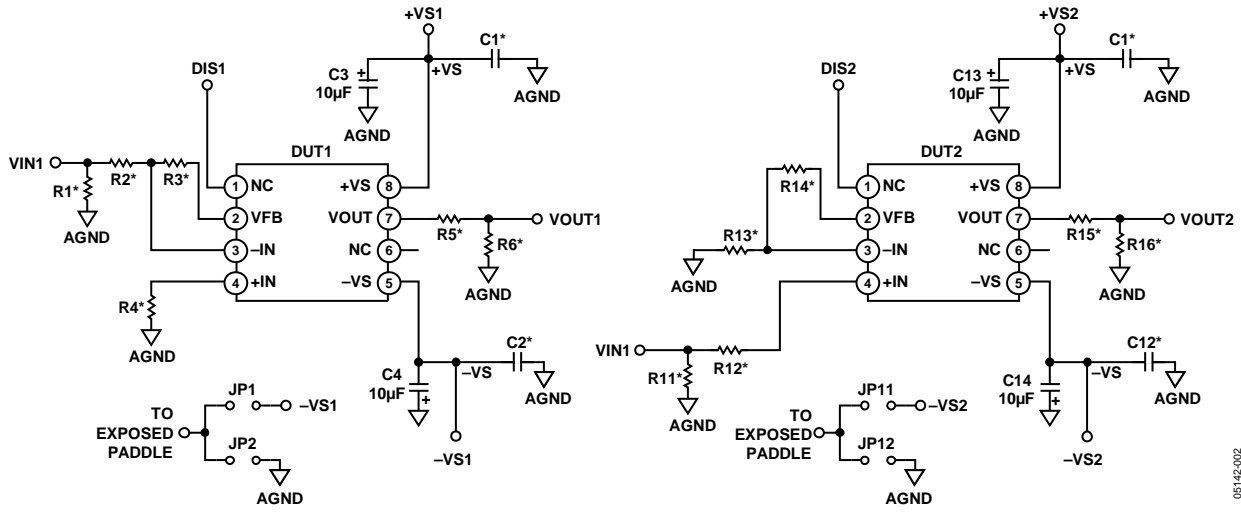 +VS1
C1*
+VS
C3
+
10µF
AGND
AGND
DIS1
DUT1
VIN1
R2*
R3*
R1*
AGND
1
NC
+VS
8
2
VFB
VOUT
7
R5*
VOUT1
R6*
AGND
3
–IN
NC
6
4
+IN
–VS
5
R4*
AGND
C2*
–VS
AGND
C4
10µF
+
–VS1
JP1
–VS1
TO
EXPOSED
PADDLE
JP2
AGND
+VS2
C1*
+VS
C13
+
10µF
AGND
AGND
DIS2
DUT2
R14*
1
NC
+VS
8
2
VFB
VOUT
7
R15*
VOUT2
R16*
AGND
R13*
AGND
3
–IN
NC
6
4
+IN
–VS
5
VIN1
R12*
R11*
AGND
C12*
–VS
AGND
C14
10µF
+
–VS2
JP11
–VS2
TO
EXPOSED
PADDLE
JP12
AGND
05142-002